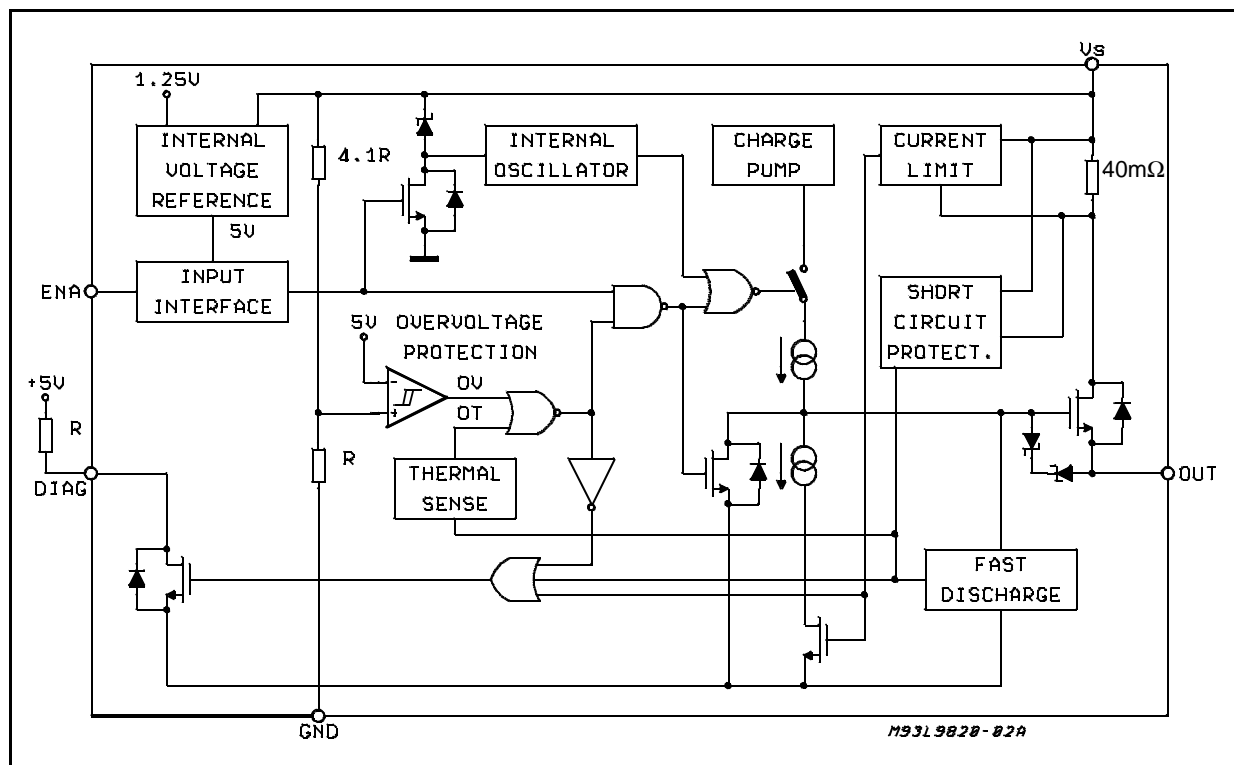 Vs
1.25V
INTERNAL
VOLTAGE
REFERENCE
4.1R
INTERNAL
OSCILLATOR
CHARGE
PUMP
CURRENT
LIMIT
40mΩ
5V
ENA
INPUT
INTERFACE
SHORT
CIRCUIT
PROTECT.
5V
OVERVOLTAGE
PROTECTION
+5V
R
-
+
OV
OT
R
DIAG
THERMAL
SENSE
OUT
FAST
DISCHARGE
GND
M93L9820-02A